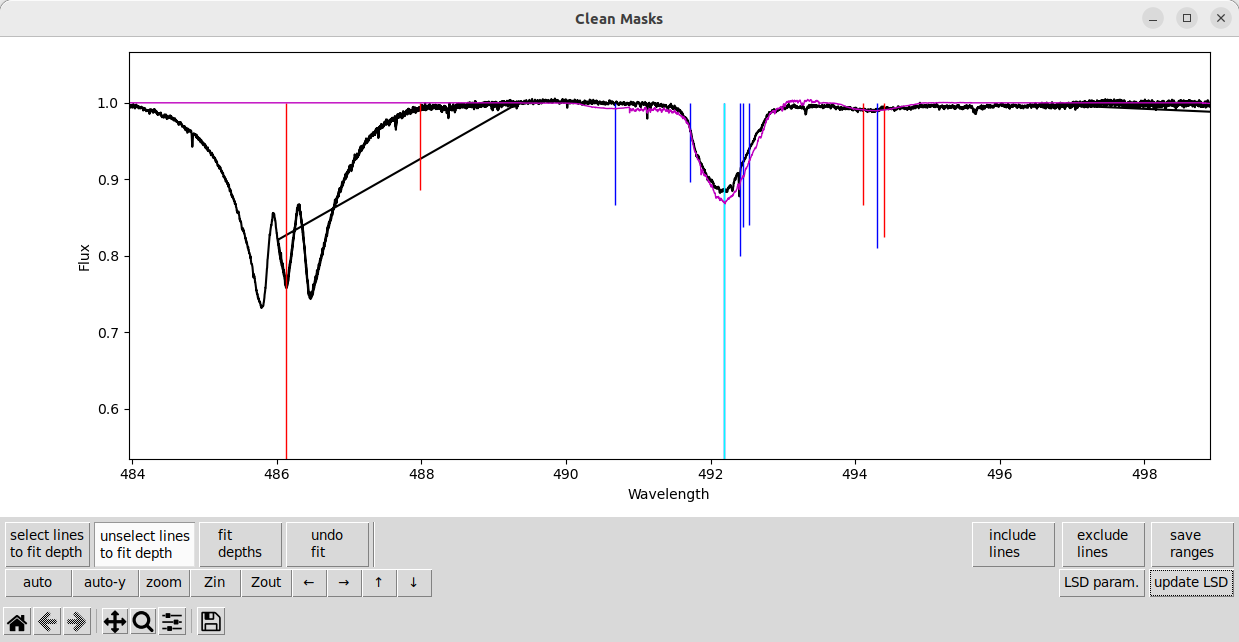 Clean Masks
1.0
0.9
0.8
0.7
0.6
Flux
484 486 488 490 492 494 496 498
Wavelength
select lines
to fit depth
unselect lines
to fit depth
fit
depths
undo
fit
include
lines
exclude
lines
save
ranges
auto auto-y zoom Zin Zout ← → ↑ ↓ LSD param. update LSD